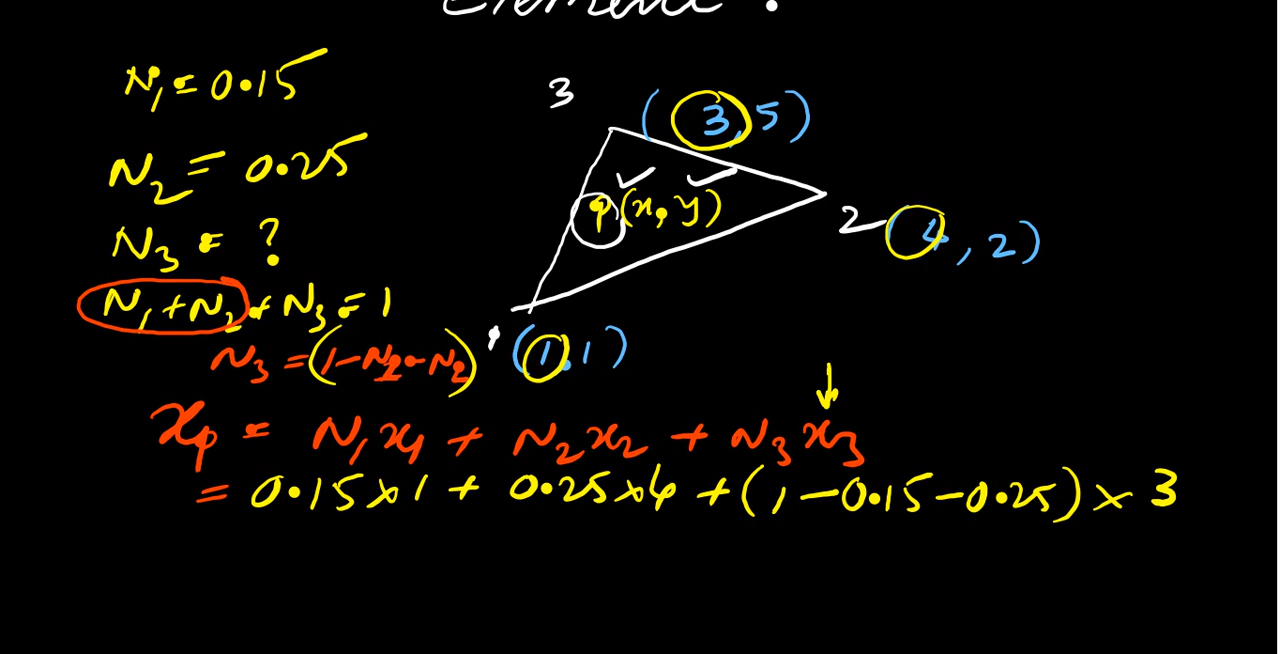 N₁ = 0.15
N₂ = 0.25
N₃ = ?
N₁ + N₂ + N₃ = 1
N₃ = (1 - N₂ - N₂)
3
(3, 5)
P(x, y)
2 (4, 2)
1 (1, 1)
xₚ = N₁x₁ + N₂x₂ + N₃x₃
= 0.15 × 1 + 0.25 × 4 + (1 - 0.15 - 0.25) × 3